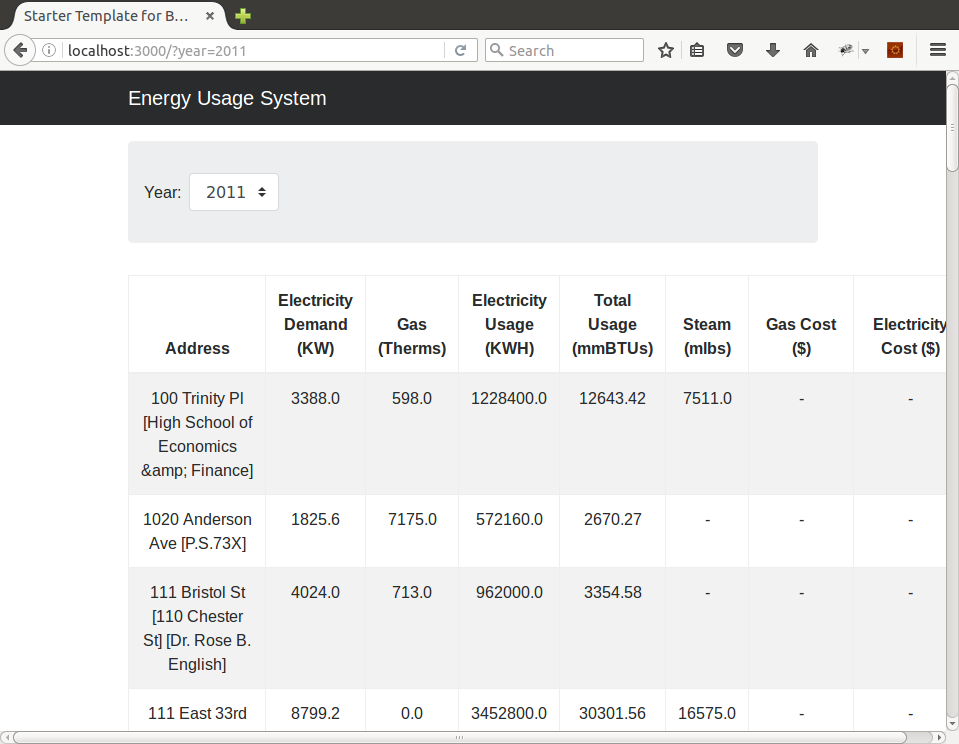 Starter Template for B...
localhost:3000/?year=2011
Search
Energy Usage System
Year: 2011
Address
Electricity
Demand
(KW)
Gas
(Therms)
Electricity
Usage
(KWH)
Total
Usage
(mmBTUs)
Steam
(mlbs)
Gas Cost
($)
Electricity
Cost ($)
100 Trinity Pl
[High School of
Economics
&amp;amp; Finance]
3388.0
598.0
1228400.0
12643.42
7511.0
-
-
1020 Anderson
Ave [P.S.73X]
1825.6
7175.0
572160.0
2670.27
-
-
-
111 Bristol St
[110 Chester
St] [Dr. Rose B.
English]
4024.0
713.0
962000.0
3354.58
-
-
-
111 East 33rd
8799.2
0.0
3452800.0
30301.56
16575.0
-
-